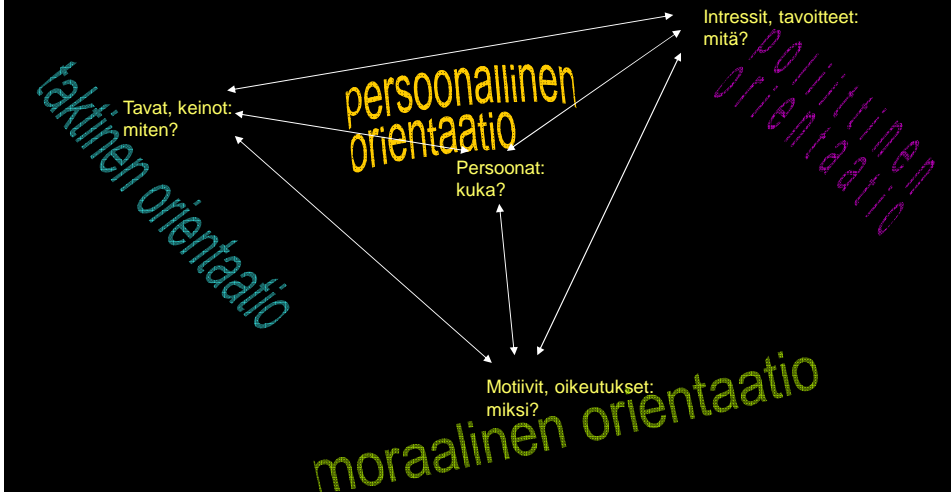 Intressit, tavoitteet:
mitä?
poliittinen
orientaatio
taktinen orientaatio
Tavat, keinot:
miten?
persoonallinen
orientaatio
Persoonat:
kuka?
Motiivit, oikeutukset:
miksi?
moraalinen orientaatio